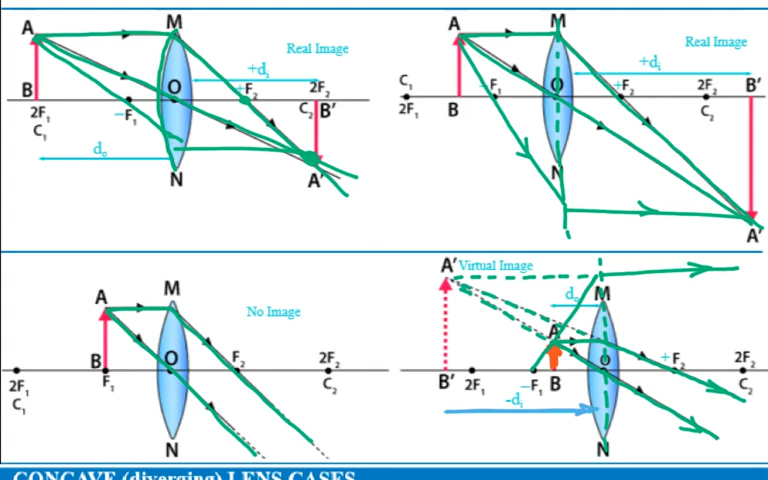 A
M
Real Image
+dᵢ
B
O
+F₂
2F₂
2F₁
C₁
−F₁
C₂
B'
dₒ
N
A'
A
M
Real Image
+dᵢ
C₁
2F₁
B
−F₁
O
+F₂
2F₂
C₂
B'
N
A'
A
M
No Image
B
O
F₂
2F₂
2F₁
C₁
F₁
C₂
N
A'
Virtual Image
dₒ
M
A
O
+F₂
2F₂
B'
2F₁
−F₁
B
C₂
-dᵢ
N
CONCAVE (diverging) LENS CASES